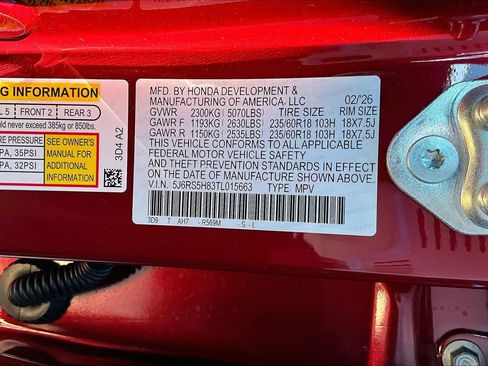 NG INFORMATION
L 5 FRONT 2 REAR 3
ould never exceed 385kg or 850lbs.
E PRESSURE
PA, 35PSI
PA, 32PSI
SEE OWNER'S
MANUAL FOR
ADDITIONAL
INFORMATION
3D4 A2
MFD. BY HONDA DEVELOPMENT &
MANUFACTURING OF AMERICA, LLC 02/'26
GVWR 2300KG (5070LBS) TIRE SIZE RIM SIZE
GAWR F 1193KG (2630LBS) 235/60R18 103H 18X7.5J
GAWR R 1150KG (2535LBS) 235/60R18 103H 18X7.5J
THIS VEHICLE CONFORMS TO ALL APPLICABLE
FEDERAL MOTOR VEHICLE SAFETY
AND THEFT PREVENTION STANDARDS IN EFFECT
ON THE DATE OF MANUFACTURE SHOWN ABOVE.
V.I.N. 5J6RS5H83TL015663 TYPE MPV
3D9 T AH7 - R569M - S - L